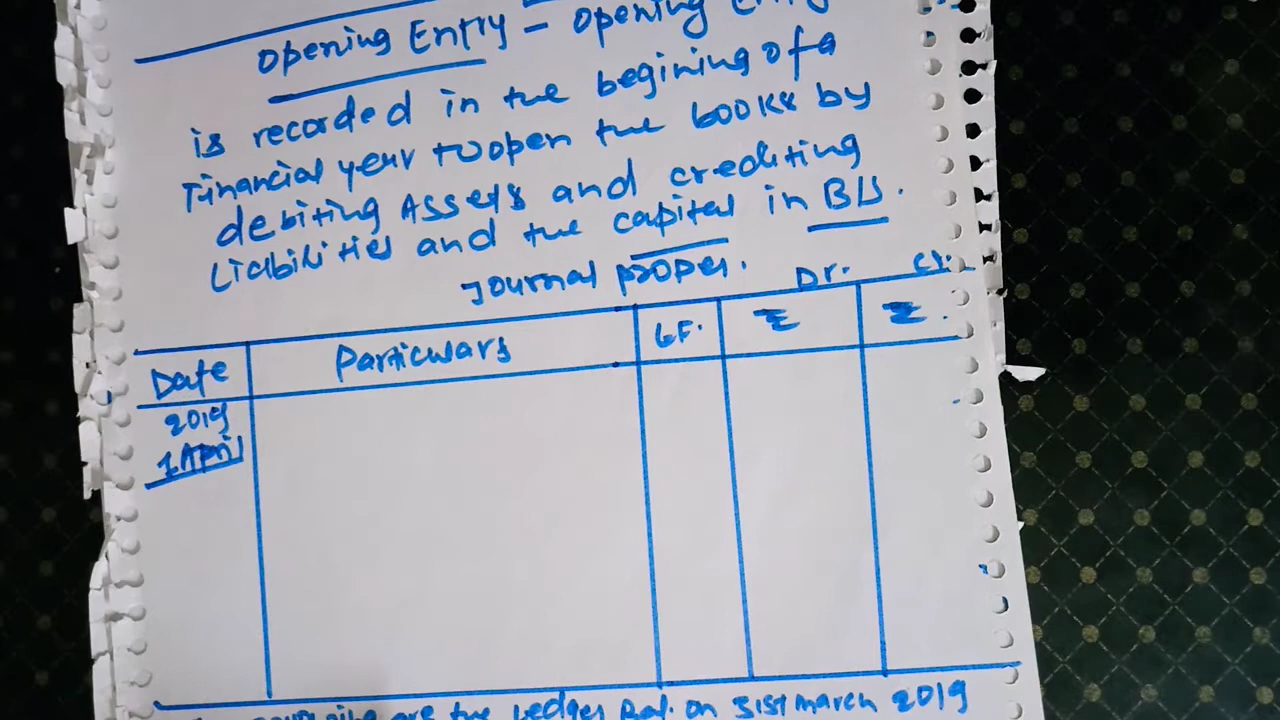 Opening Entry - Opening Entry
is recorded in the begining of a
Financial year to open the books by
debiting Assets and crediting
Liabilities and the capital in B/S.
Journal proper.
Dr. Cr.
Date Particulars L.F. ₹ ₹.
2019
1 April
are the Ledger Bal. on 31st march 2019